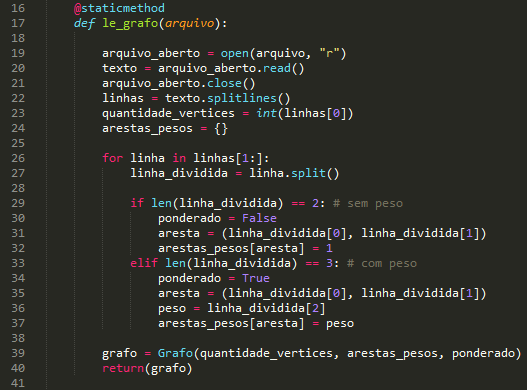 16 @staticmethod
17 def le_grafo(arquivo):
18
19 arquivo_aberto = open(arquivo, "r")
20 texto = arquivo_aberto.read()
21 arquivo_aberto.close()
22 linhas = texto.splitlines()
23 quantidade_vertices = int(linhas[0])
24 arestas_pesos = {}
25
26 for linha in linhas[1:]:
27 linha_dividida = linha.split()
28
29 if len(linha_dividida) == 2: # sem peso
30 ponderado = False
31 aresta = (linha_dividida[0], linha_dividida[1])
32 arestas_pesos[aresta] = 1
33 elif len(linha_dividida) == 3: # com peso
34 ponderado = True
35 aresta = (linha_dividida[0], linha_dividida[1])
36 peso = linha_dividida[2]
37 arestas_pesos[aresta] = peso
38
39 grafo = Grafo(quantidade_vertices, arestas_pesos, ponderado)
40 return(grafo)
41